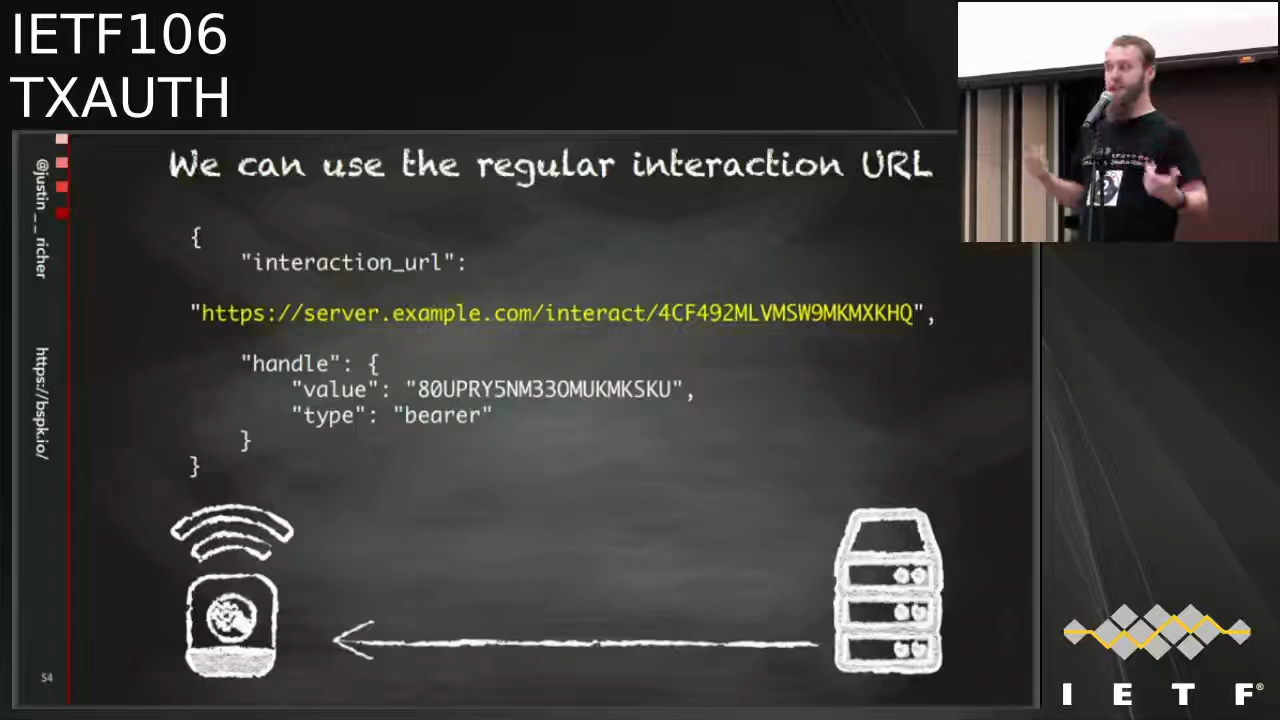 IETF106
TXAUTH
@justin__richer
https://bspk.io/
We can use the regular interaction URL
{
"interaction_url":
"https://server.example.com/interact/4CF492MLVMSW9MKMXKHQ",
"handle": {
"value": "80UPRY5NM33OMUKMKSKU",
"type": "bearer"
}
}
54
I E T F®